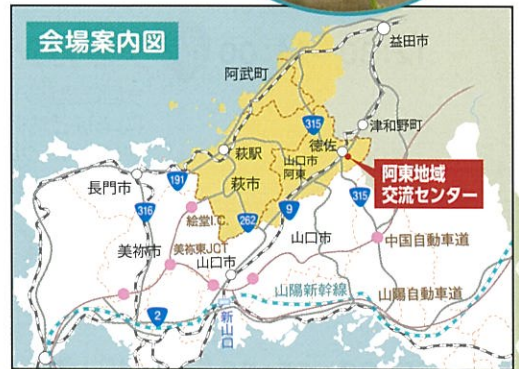 会場案内図
益田市
阿武町
315
徳佐
津和野町
萩駅
山口市
阿東
阿東地域
交流センター
長門市
191
萩市
316
262
9
315
絵堂I.C.
美祢市
美祢東JCT
山口市
山口市
中国自動車道
山陽新幹線
山陽自動車道
2
新山口